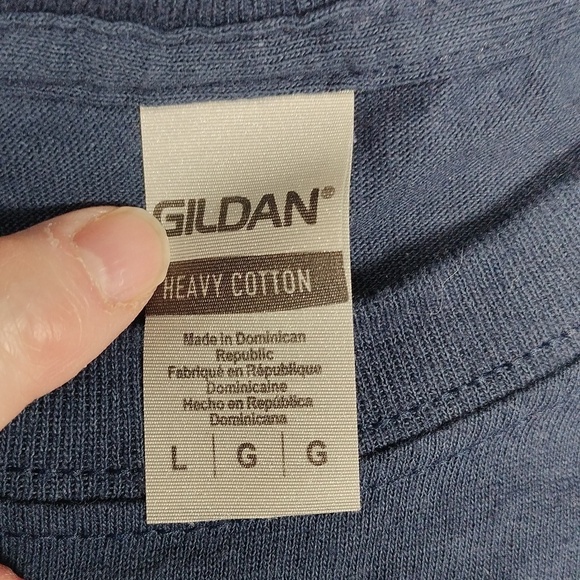 GILDAN®
HEAVY COTTON
Made in Dominican
Republic
Fabriqué en République
Dominicaine
Hecho en República
Dominicana
L | G | G